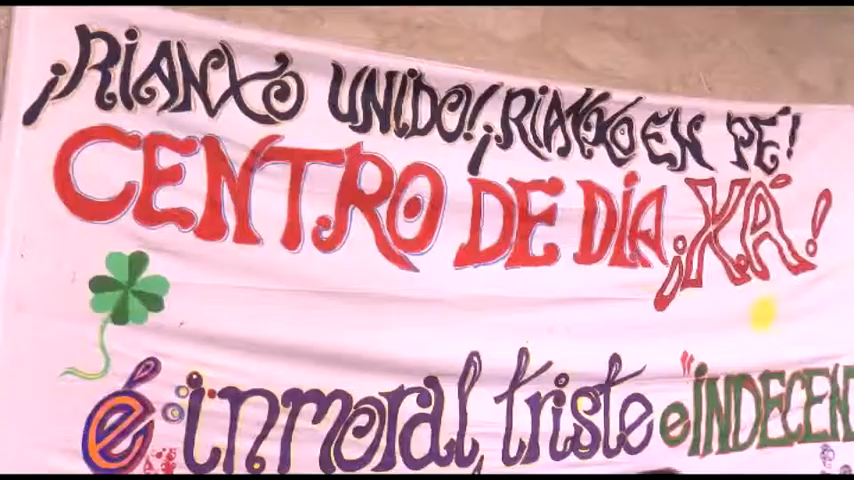 ¡RIANXO UNIDO! ¡RIANXO EN PÉ!
CENTRO DE DÍA, ¡XA!
é inmoral, triste e "INDECEN